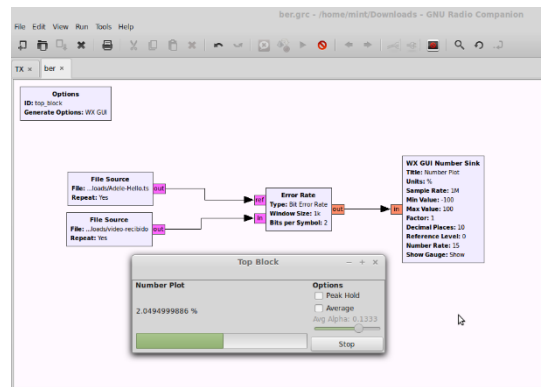 ber.grc - /home/mint/Downloads - GNU Radio Companion
File Edit View Run Tools Help
TX × ber ×
Options
ID: top_block
Generate Options: WX GUI
File Source
File: ...loads/Adele-Hello.ts
Repeat: Yes
out
File Source
File: ...loads/video-recibido
Repeat: Yes
out
ref
in
Error Rate
Type: Bit Error Rate
Window Size: 1k
Bits per Symbol: 2
out
in
WX GUI Number Sink
Title: Number Plot
Units: %
Sample Rate: 1M
Min Value: -100
Max Value: 100
Factor: 1
Decimal Places: 10
Reference Level: 0
Number Rate: 15
Show Gauge: Show
Top Block
Number Plot
2.0494999886 %
Options
Peak Hold
Average
Avg Alpha: 0.1333
Stop